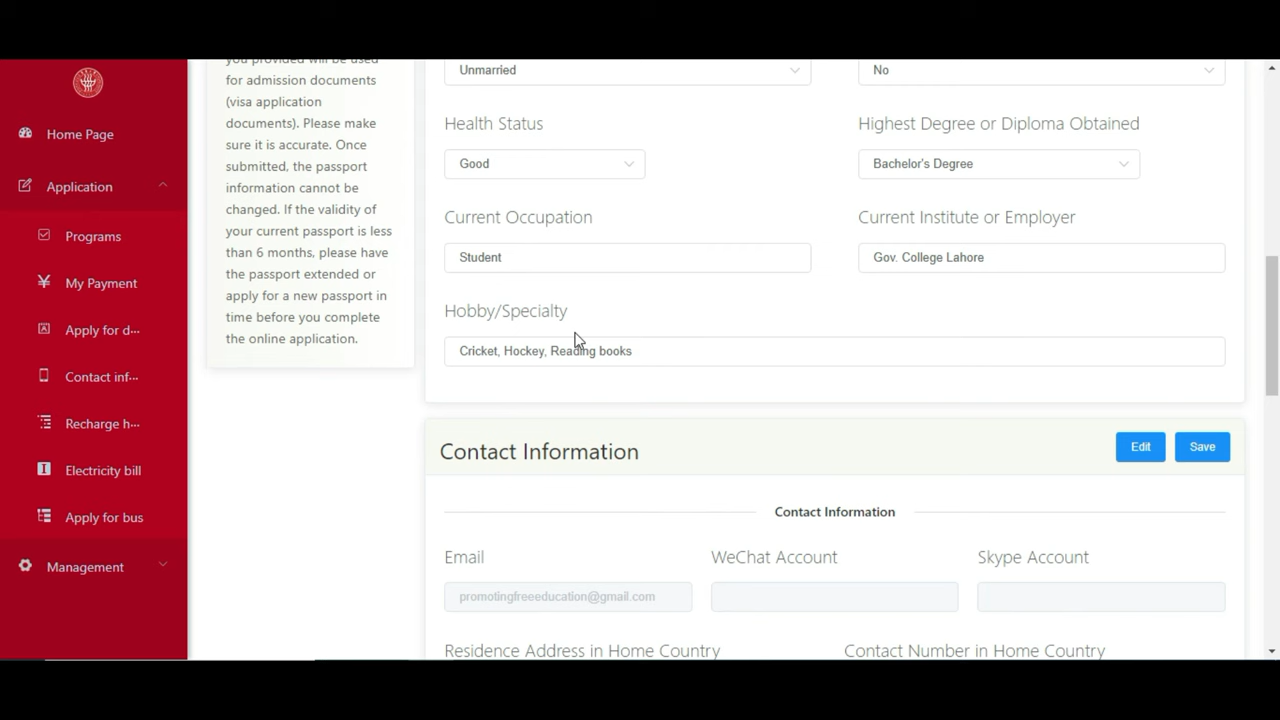 Home Page
Application
Programs
My Payment
Apply for d...
Contact inf...
Recharge h...
Electricity bill
Apply for bus
Management
you provided will be used
for admission documents
(visa application
documents). Please make
sure it is accurate. Once
submitted, the passport
information cannot be
changed. If the validity of
your current passport is less
than 6 months, please have
the passport extended or
apply for a new passport in
time before you complete
the online application.
Unmarried
No
Health Status
Highest Degree or Diploma Obtained
Good
Bachelor's Degree
Current Occupation
Current Institute or Employer
Student
Gov. College Lahore
Hobby/Specialty
Cricket, Hockey, Reading books
Contact Information
Edit
Save
Contact Information
Email
WeChat Account
Skype Account
promotingfreeeducation@gmail.com
Residence Address in Home Country
Contact Number in Home Country